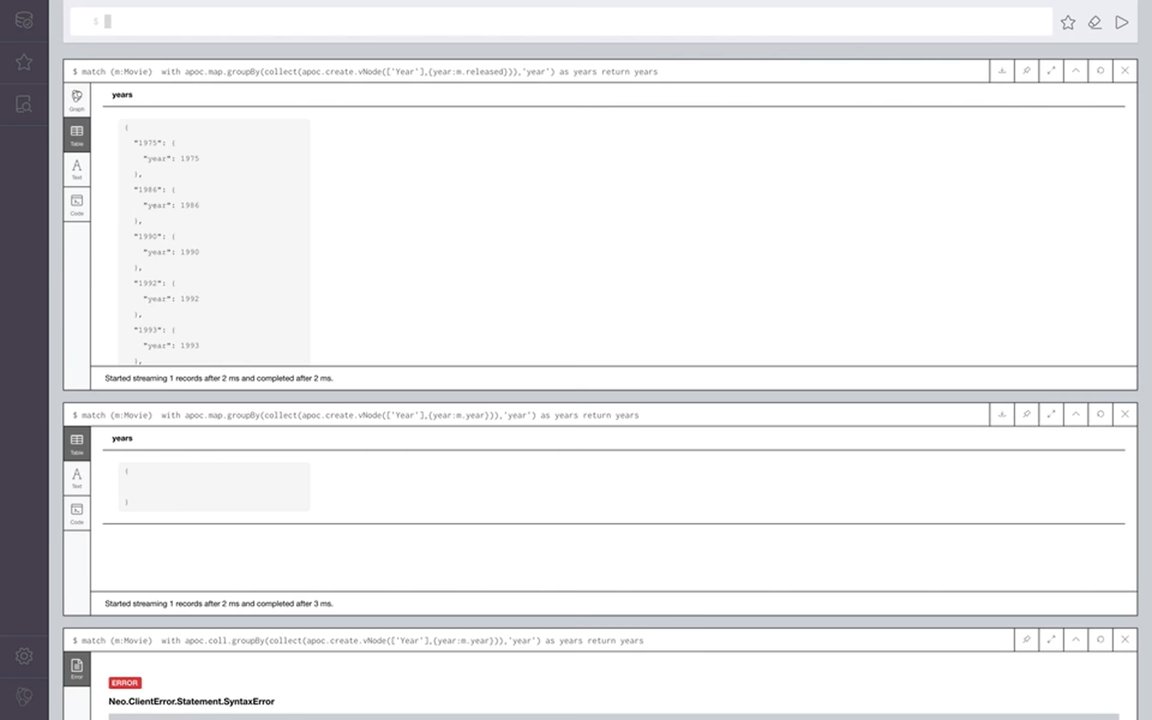 $
$ match (m:Movie)  with apoc.map.groupBy(collect(apoc.create.vNode(['Year'],{year:m.released})),'year') as years return years
Graph
Table
Text
Code
years
{
"1975": {
"year": 1975
},
"1986": {
"year": 1986
},
"1990": {
"year": 1990
},
"1992": {
"year": 1992
},
"1993": {
"year": 1993
},
Started streaming 1 records after 2 ms and completed after 2 ms.
$ match (m:Movie)  with apoc.map.groupBy(collect(apoc.create.vNode(['Year'],{year:m.year})),'year') as years return years
Table
Text
Code
years
{
}
Started streaming 1 records after 2 ms and completed after 3 ms.
$ match (m:Movie)  with apoc.coll.groupBy(collect(apoc.create.vNode(['Year'],{year:m.year})),'year') as years return years
Error
ERROR
Neo.ClientError.Statement.SyntaxError